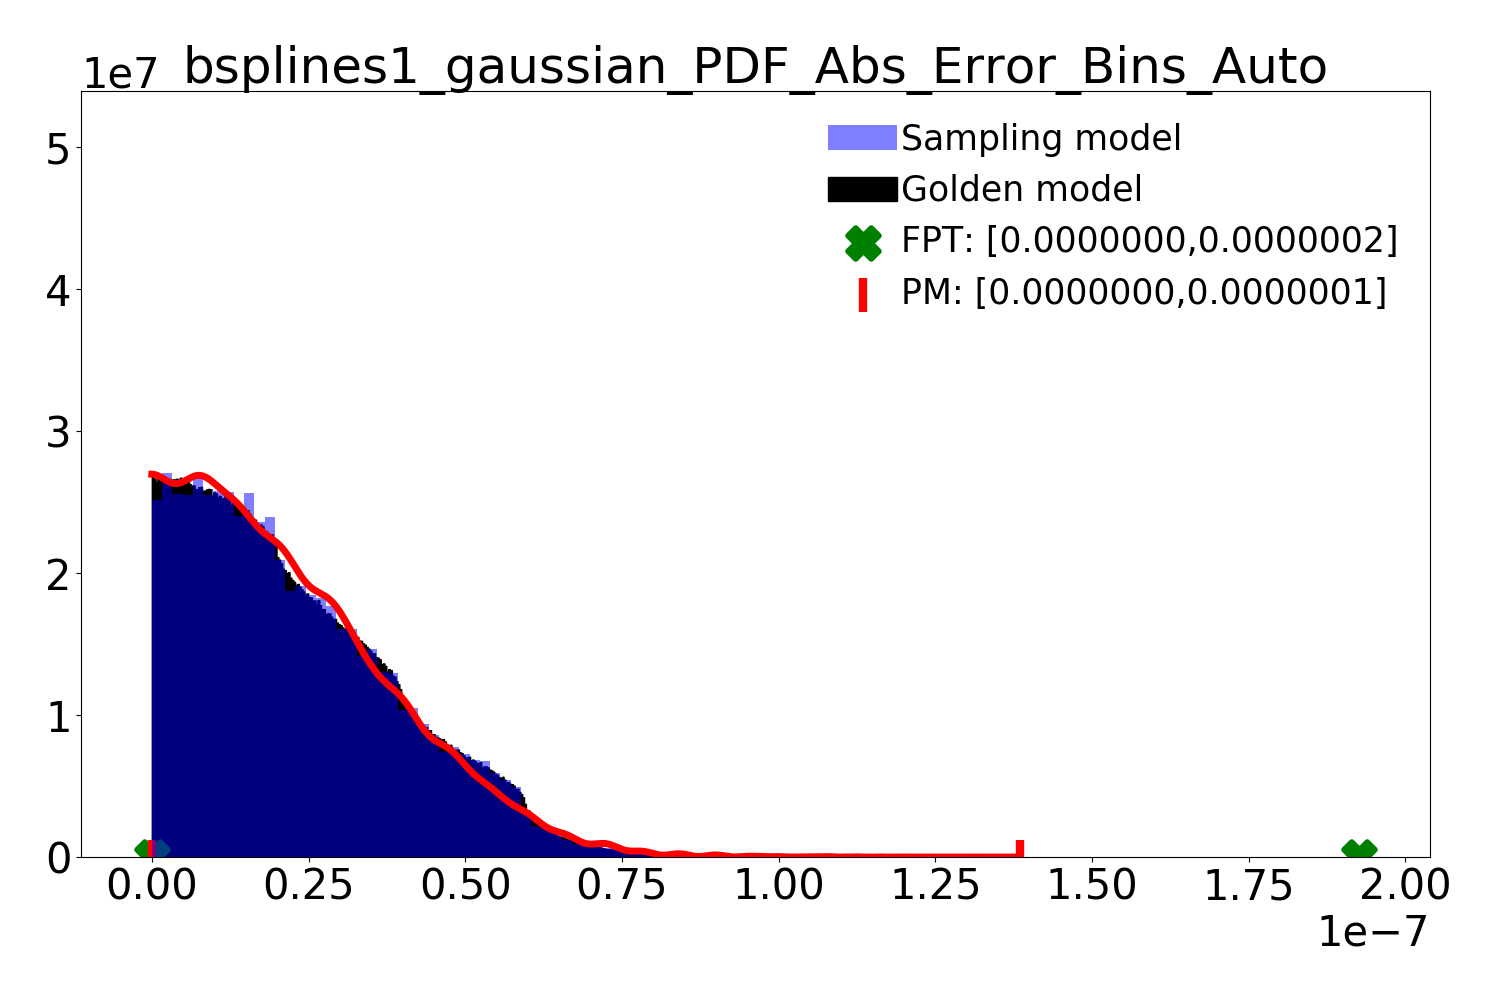 1e7
bsplines1_gaussian_PDF_Abs_Error_Bins_Auto
Sampling model
Golden model
FPT: [0.0000000,0.0000002]
PM: [0.0000000,0.0000001]
5
4
3
2
1
0
0.00 0.25 0.50 0.75 1.00 1.25 1.50 1.75 2.00
1e−7